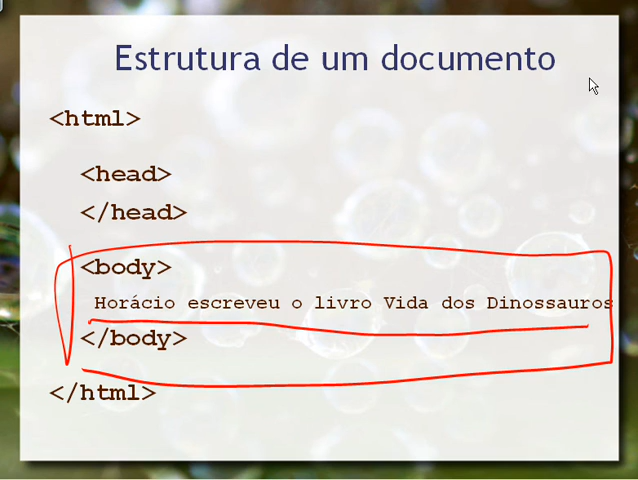 Estrutura de um documento
<html>
<head>
</head>
<body>
Horácio escreveu o livro Vida dos Dinossauros
</body>
</html>